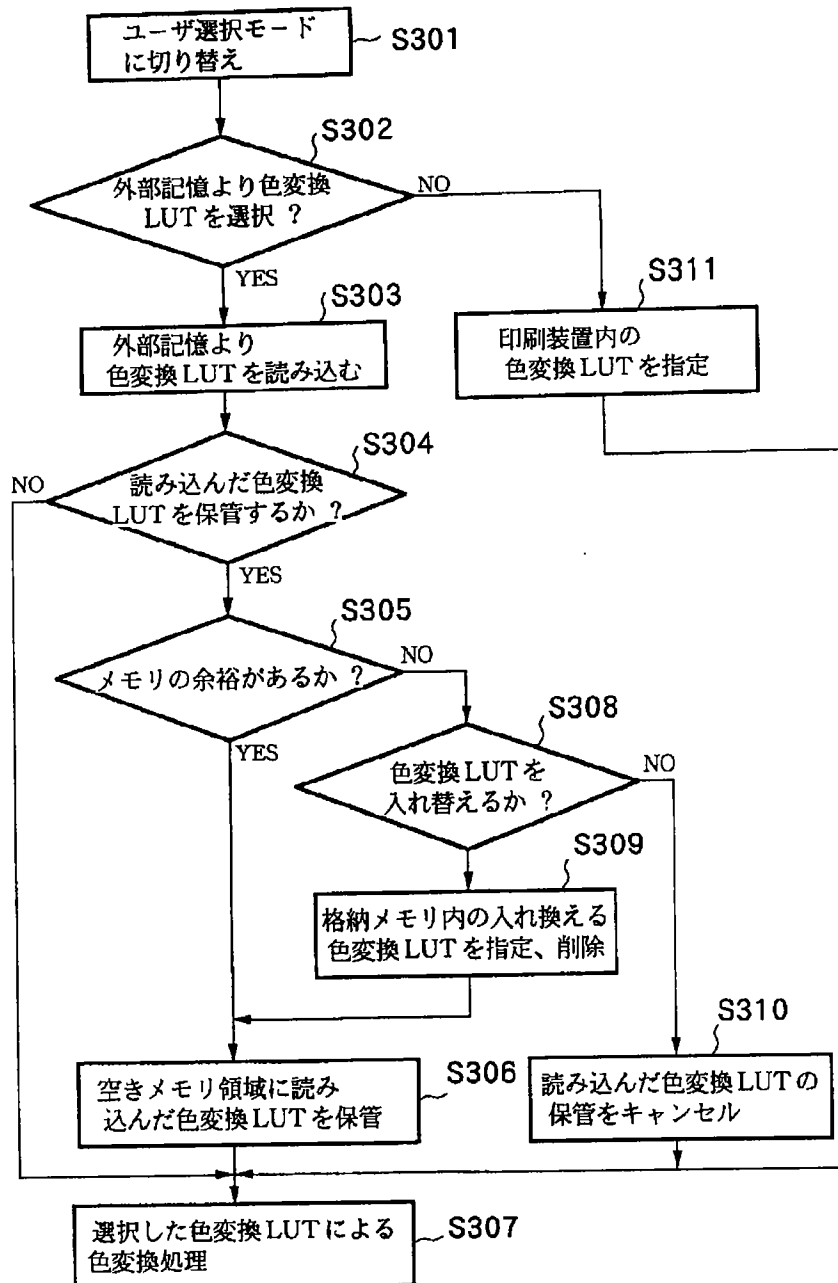 ユーザ選択モード
に切り替え
S301
S302
外部記憶より色変換
LUTを選択 ?
NO
YES
S303
外部記憶より
色変換LUTを読み込む
S311
印刷装置内の
色変換LUTを指定
S304
NO
読み込んだ色変換
LUTを保管するか ?
YES
S305
メモリの余裕があるか ?
NO
YES
S308
色変換LUTを
入れ替えるか ?
NO
S309
格納メモリ内の入れ換える
色変換LUTを指定、削除
S306
空きメモリ領域に読み
込んだ色変換LUTを保管
S310
読み込んだ色変換LUTの
保管をキャンセル
選択した色変換LUTによる
色変換処理
S307